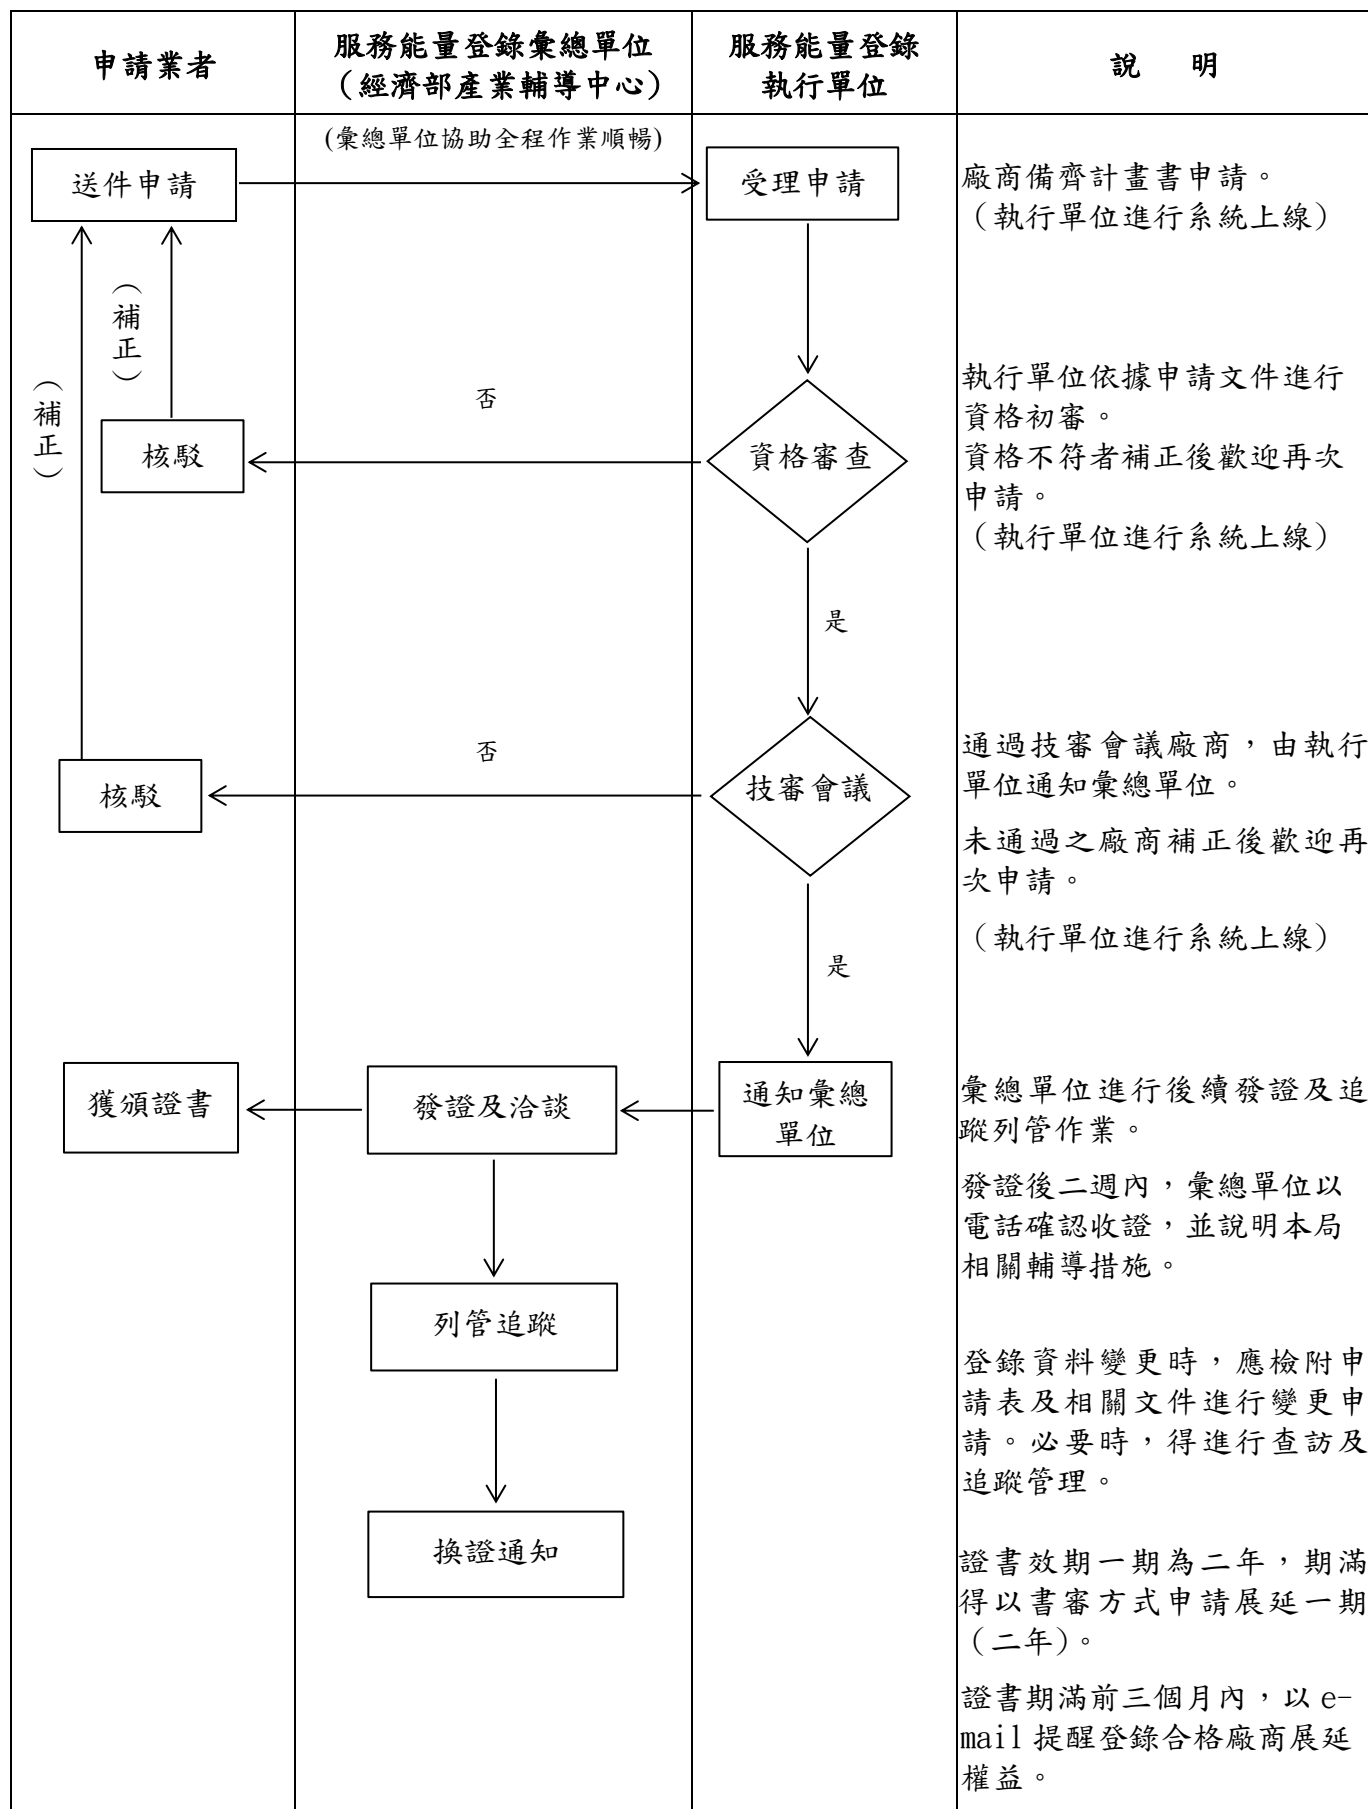 申請業者
服務能量登錄彙總單位
（經濟部產業輔導中心）
服務能量登錄
執行單位
說　明
(彙總單位協助全程作業順暢)
送件申請
受理申請
廠商備齊計畫書申請。
（執行單位進行系統上線）
（補正）
（補正）
否
核駁
資格審查
執行單位依據申請文件進行
資格初審。
資格不符者補正後歡迎再次
申請。
（執行單位進行系統上線）
是
否
核駁
技審會議
通過技審會議廠商，由執行
單位通知彙總單位。
未通過之廠商補正後歡迎再
次申請。
（執行單位進行系統上線）
是
獲頒證書
發證及洽談
通知彙總
單位
彙總單位進行後續發證及追
蹤列管作業。
發證後二週內，彙總單位以
電話確認收證，並說明本局
相關輔導措施。
列管追蹤
登錄資料變更時，應檢附申
請表及相關文件進行變更申
請。必要時，得進行查訪及
追蹤管理。
換證通知
證書效期一期為二年，期滿
得以書審方式申請展延一期
（二年）。
證書期滿前三個月內，以 e-
mail 提醒登錄合格廠商展延
權益。